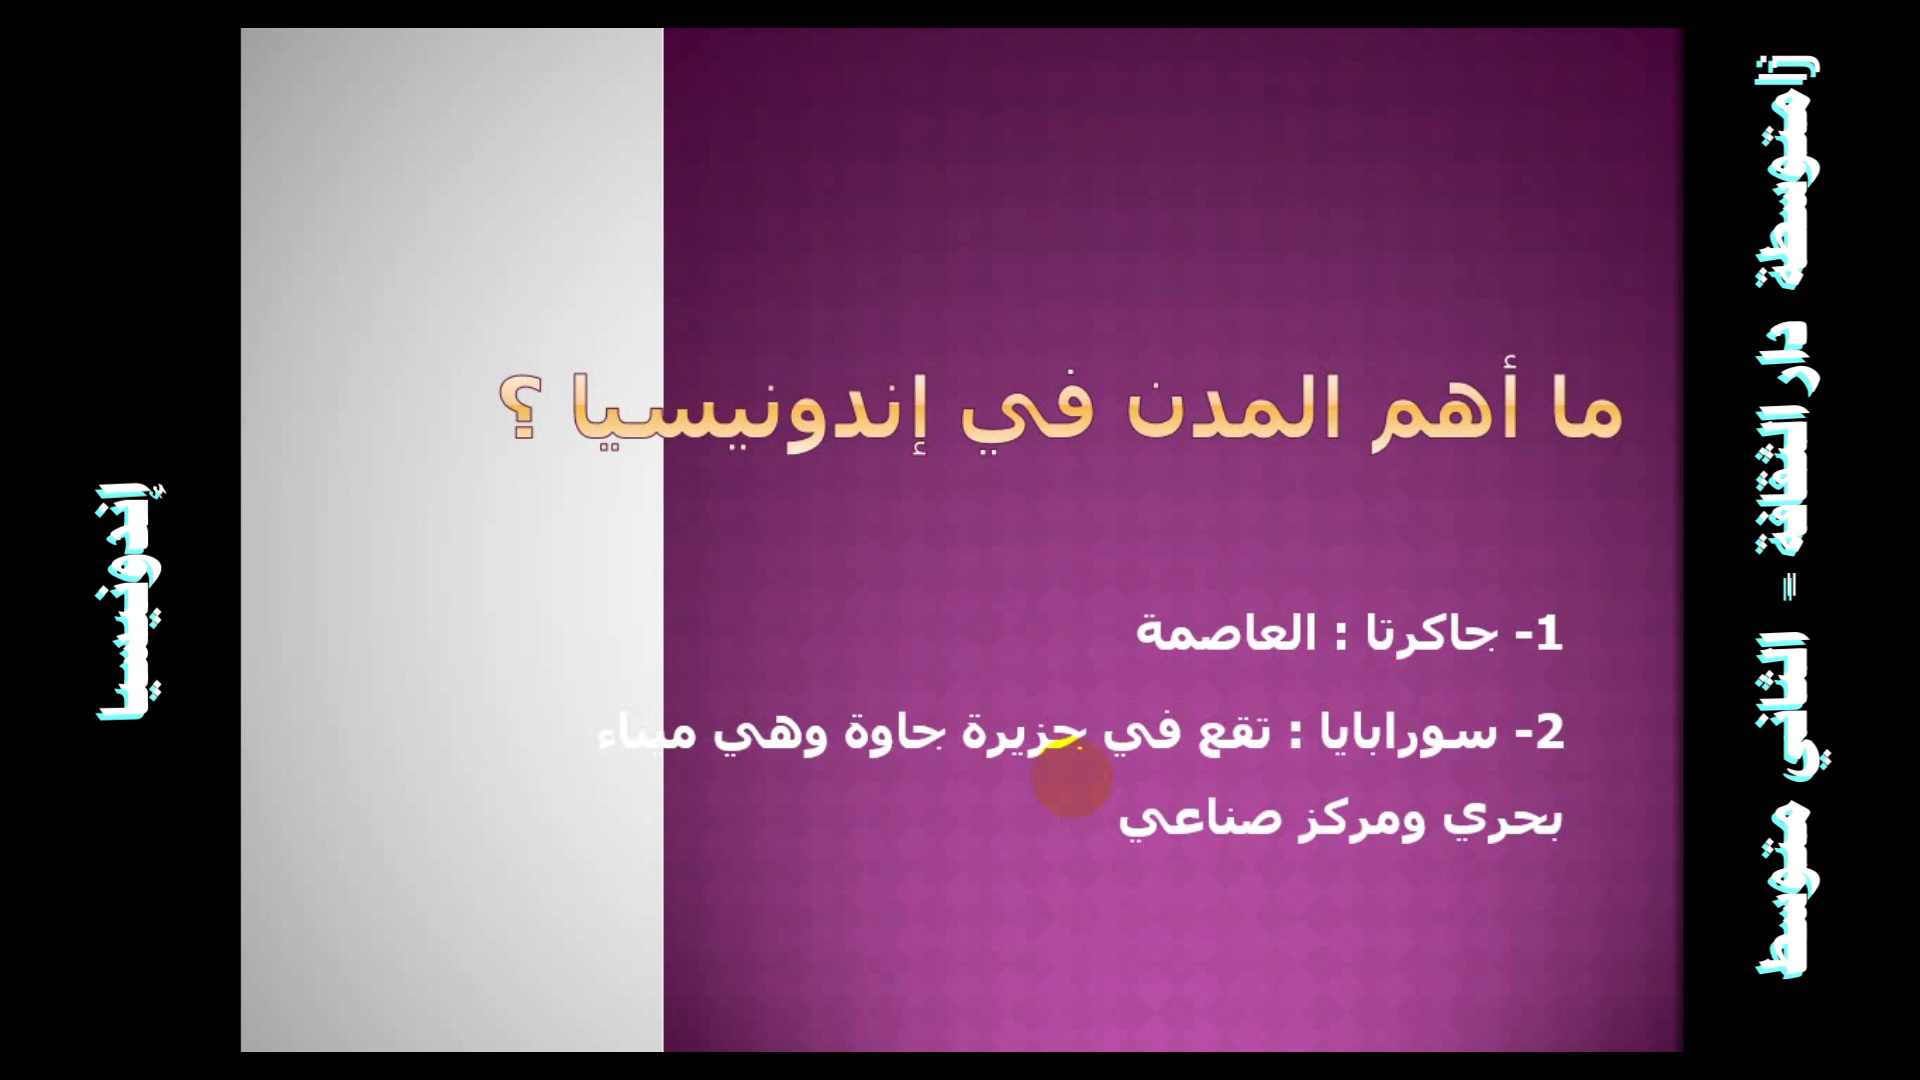 ما أهم المدن في إندونيسيا ؟
1- جاكرتا : العاصمة
2- سورابايا : تقع في جزيرة جاوة وهي ميناء
بحري ومركز صناعي
متوسطة دار الثقافة = الثاني متوسط
إندونيسيا